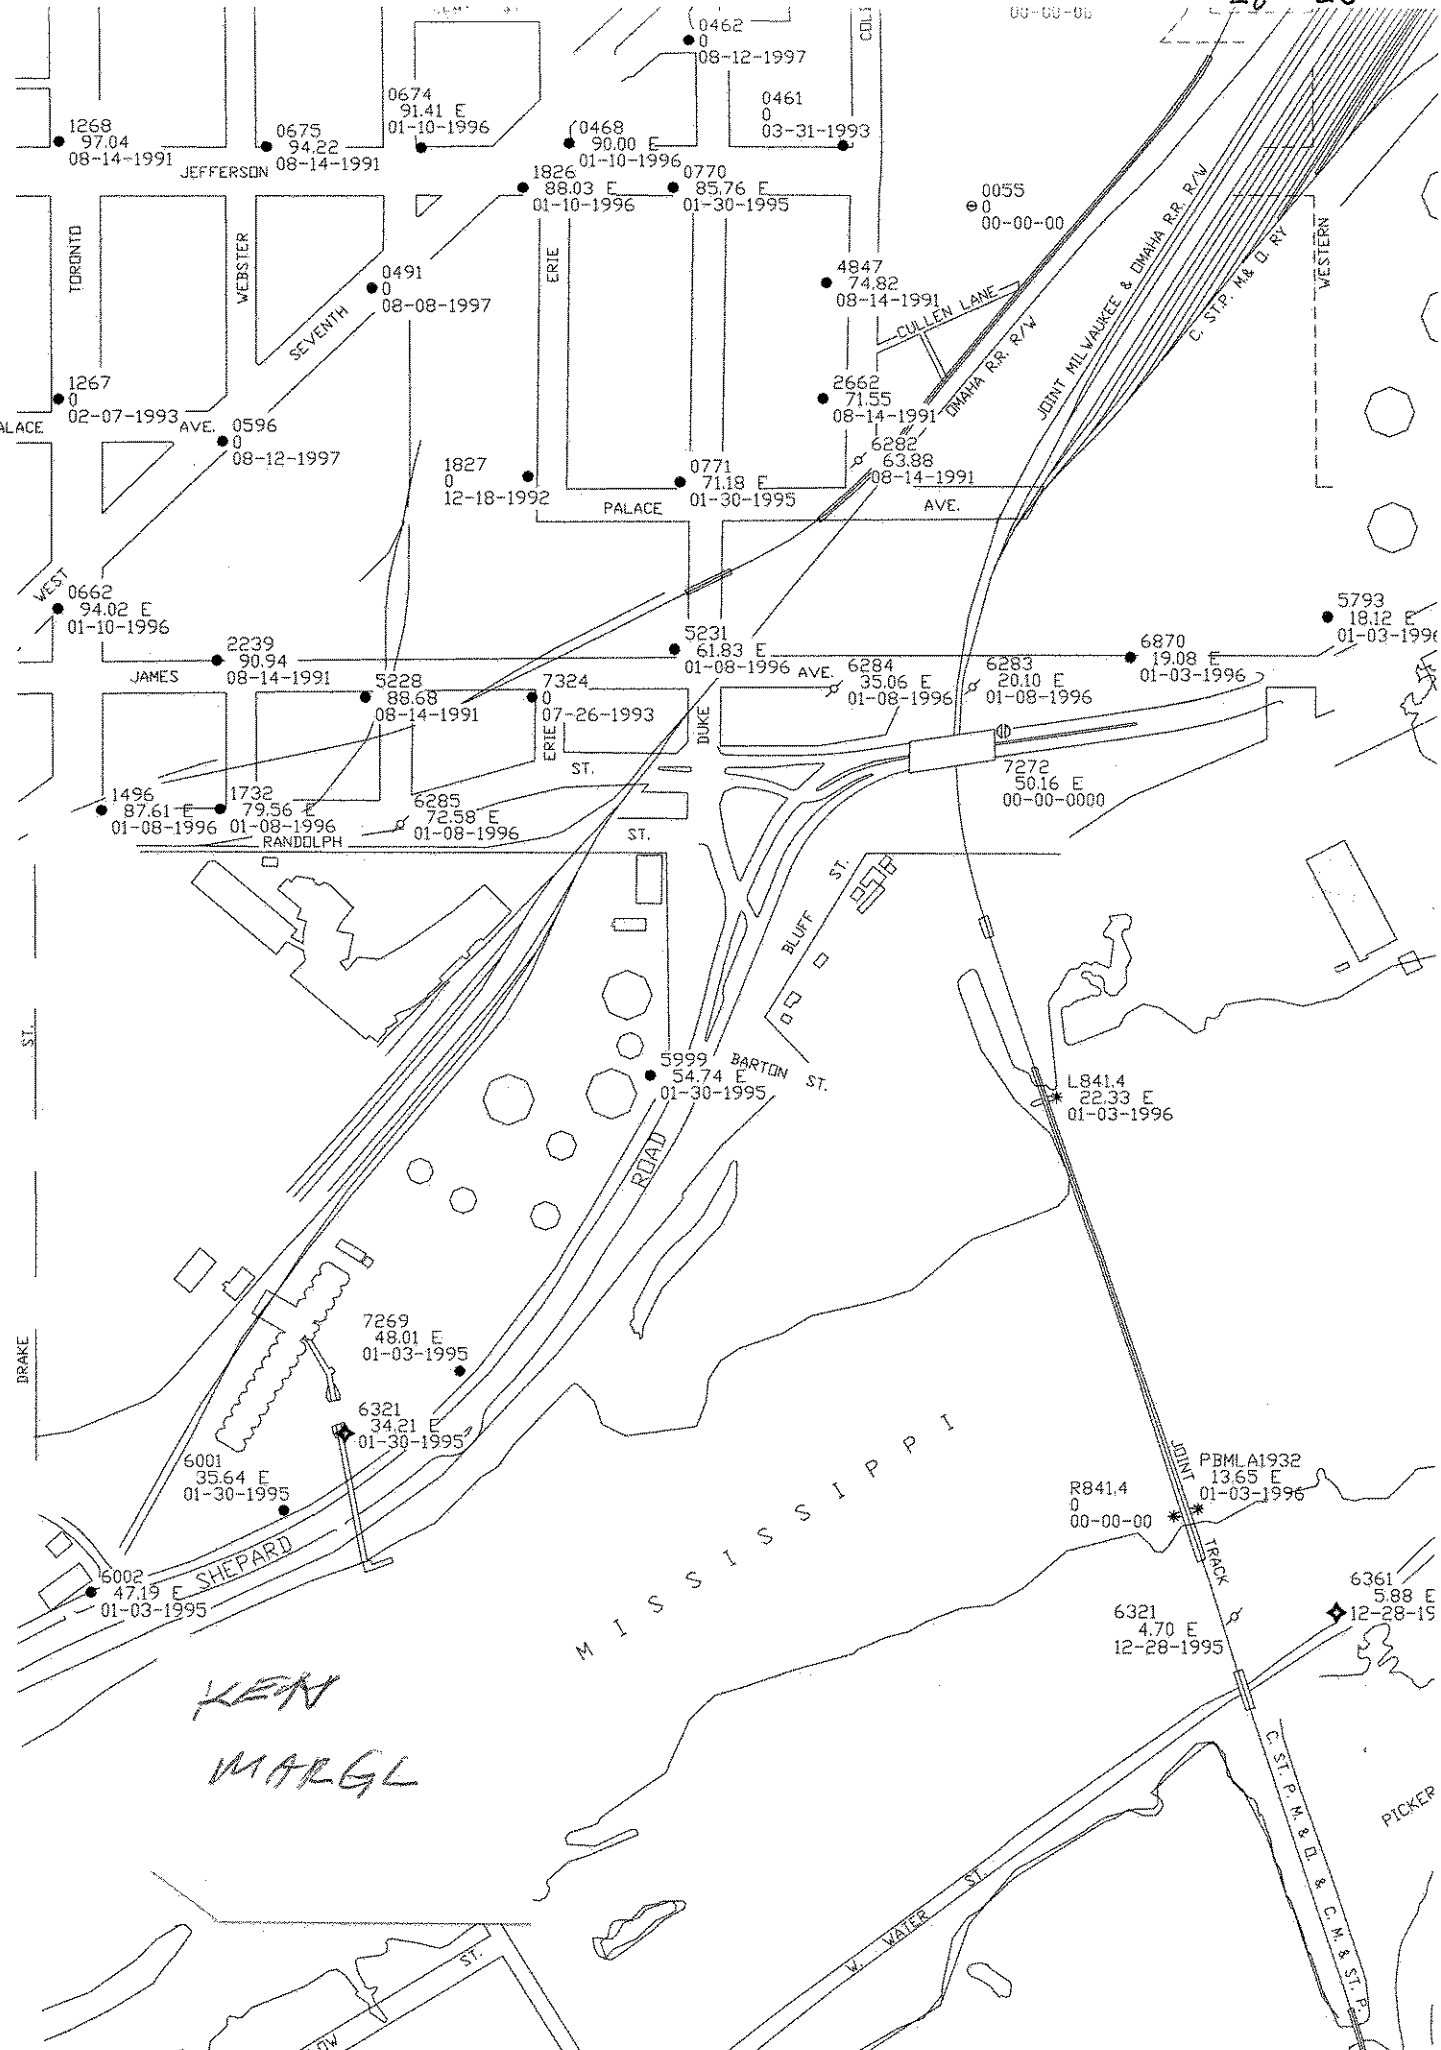 0462
0
08-12-1997
COL
00-00-00
0674
91.41 E
01-10-1996
0461
0
03-31-1993
1268
97.04
08-14-1991
0675
94.22
08-14-1991
0468
90.00 E
01-10-1996
JEFFERSON
1826
88.03 E
01-10-1996
0770
85.76 E
01-30-1995
0055
0
00-00-00
TORONTO
WEBSTER
ERIE
WESTERN
0491
0
08-08-1997
SEVENTH
4847
74.82
08-14-1991
CULLEN LANE
OMAHA R.R. R/W
JOINT MILWAUKEE & OMAHA R.R. R/W
C. ST.P. M.& O. RY
1267
0
02-07-1993
ALACE
AVE.
0596
0
08-12-1997
2662
71.55
08-14-1991
6282
63.88
08-14-1991
1827
0
12-18-1992
0771
71.18 E
01-30-1995
PALACE
AVE.
WEST
0662
94.02 E
01-10-1996
5793
18.12 E
01-03-1996
2239
90.94
08-14-1991
5231
61.83 E
01-08-1996
6870
19.08 E
01-03-1996
JAMES
AVE.
6284
35.06 E
01-08-1996
6283
20.10 E
01-08-1996
5228
88.68
08-14-1991
7324
0
07-26-1993
ERIE
ST.
DUKE
7272
50.16 E
00-00-0000
1496
87.61 E
01-08-1996
1732
79.56 E
01-08-1996
6285
72.58 E
01-08-1996
RANDOLPH
ST.
BLUFF
ST.
ST.
5999
54.74 E
01-30-1995
BARTON
ST.
L841.4
22.33 E
01-03-1996
ROAD
DRAKE
7269
48.01 E
01-03-1995
6321
34.21 E
01-30-1995
6001
35.64 E
01-30-1995
MISSISSIPPI
JOINT
TRACK
PBMLA1932
13.65 E
01-03-1996
R841.4
0
00-00-00
SHEPARD
6002
47.19 E
01-03-1995
6321
4.70 E
12-28-1995
6361
5.88 E
12-28-19
KEN
MARGL
C. ST. P. M. & O. & C. M. & ST. P.
PICKER
W. WATER
ST.
ST.
OW